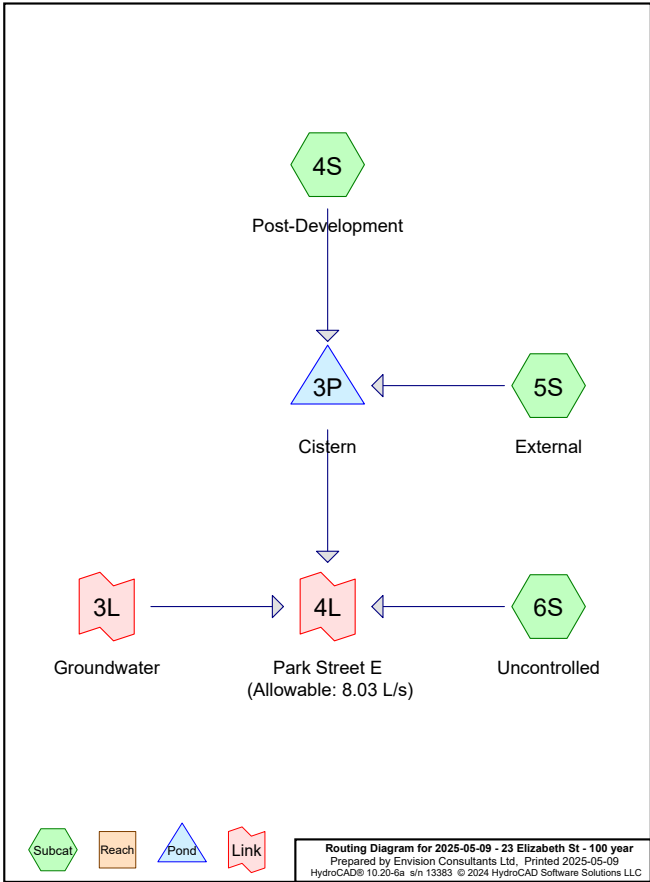 4S
Post-Development
3P
Cistern
5S
External
3L
Groundwater
4L
Park Street E
(Allowable: 8.03 L/s)
6S
Uncontrolled
Subcat
Reach
Pond
Link
Routing Diagram for 2025-05-09 - 23 Elizabeth St - 100 year
Prepared by Envision Consultants Ltd, Printed 2025-05-09
HydroCAD® 10.20-6a s/n 13383 © 2024 HydroCAD Software Solutions LLC